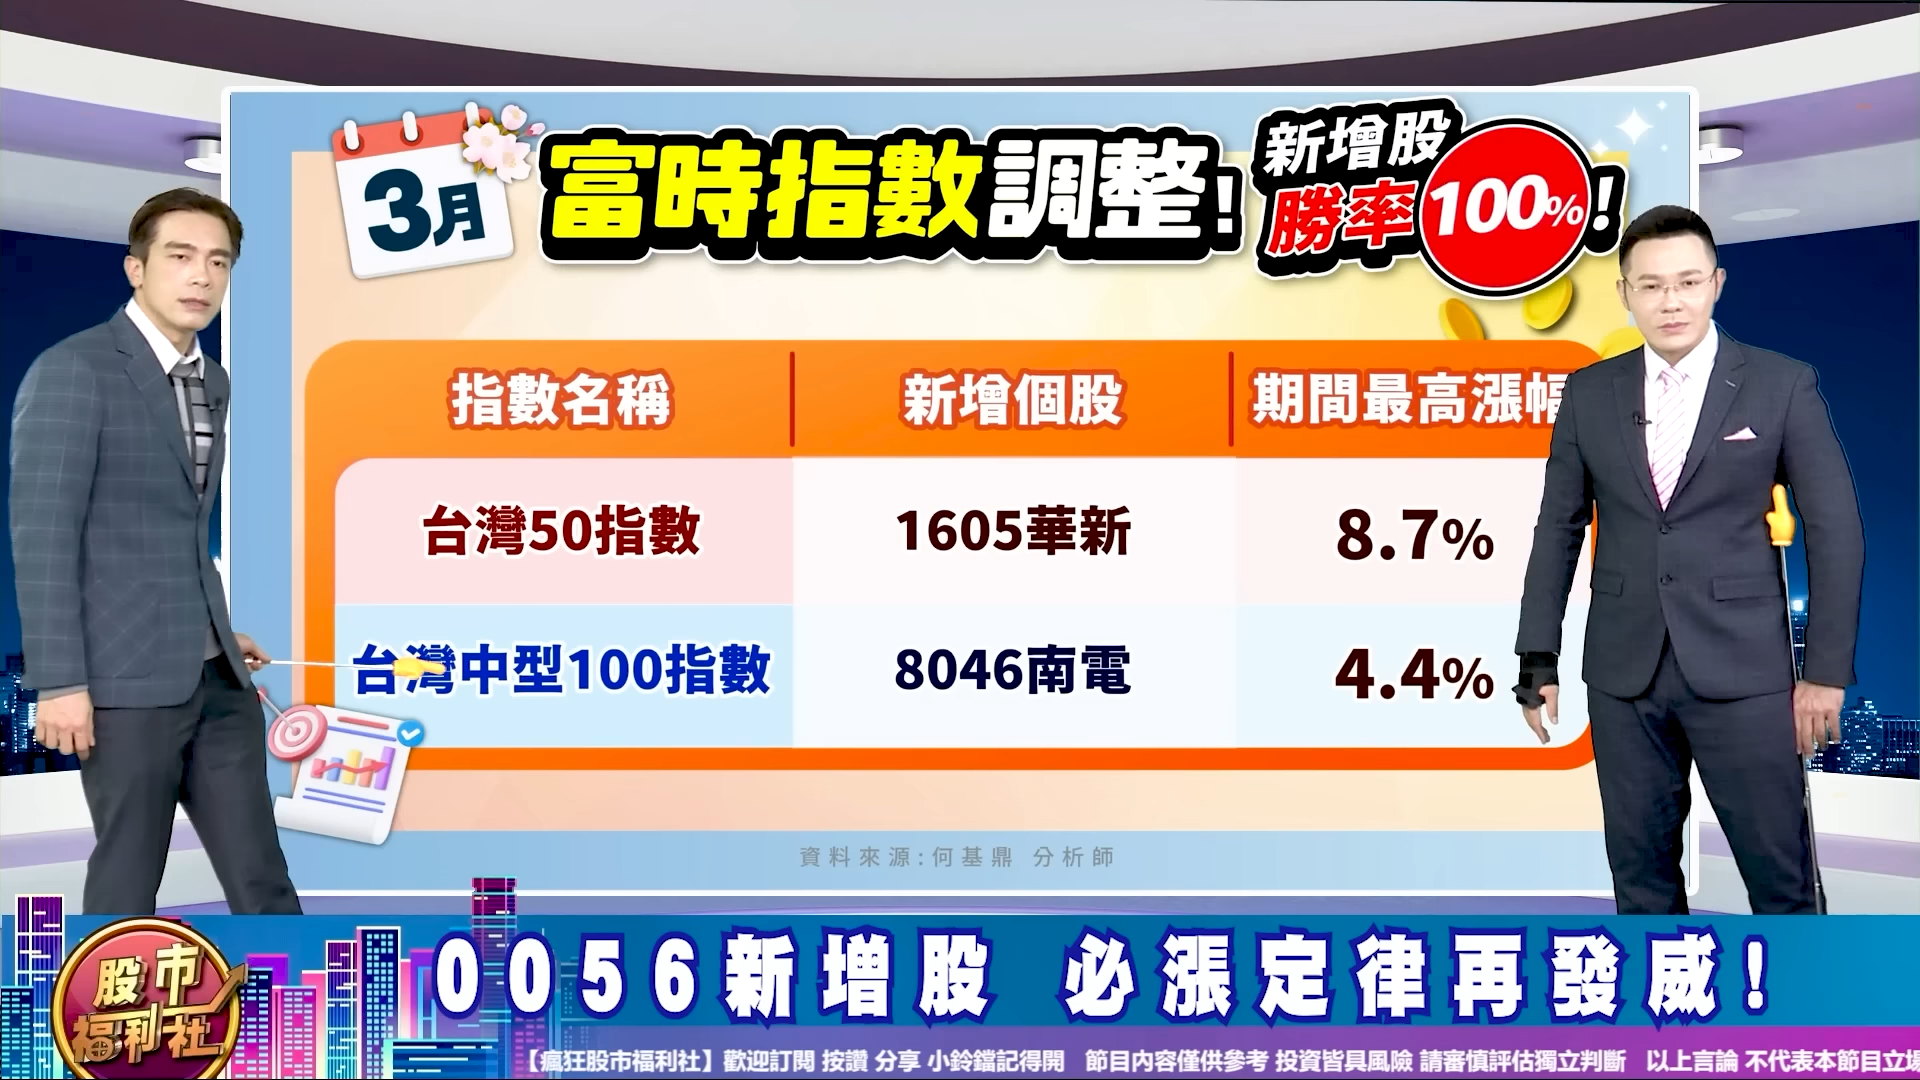 3月
富時指數調整!
新增股
勝率100%!
指數名稱 新增個股 期間最高漲幅
台灣50指數 1605華新 8.7%
台灣中型100指數 8046南電 4.4%
資料來源:何基鼎 分析師
股市
福利社
0056新增股 必漲定律再發威!
【瘋狂股市福利社】歡迎訂閱 按讚 分享 小鈴鐺記得開 節目內容僅供參考 投資皆具風險 請審慎評估獨立判斷 以上言論 不代表本節目立場